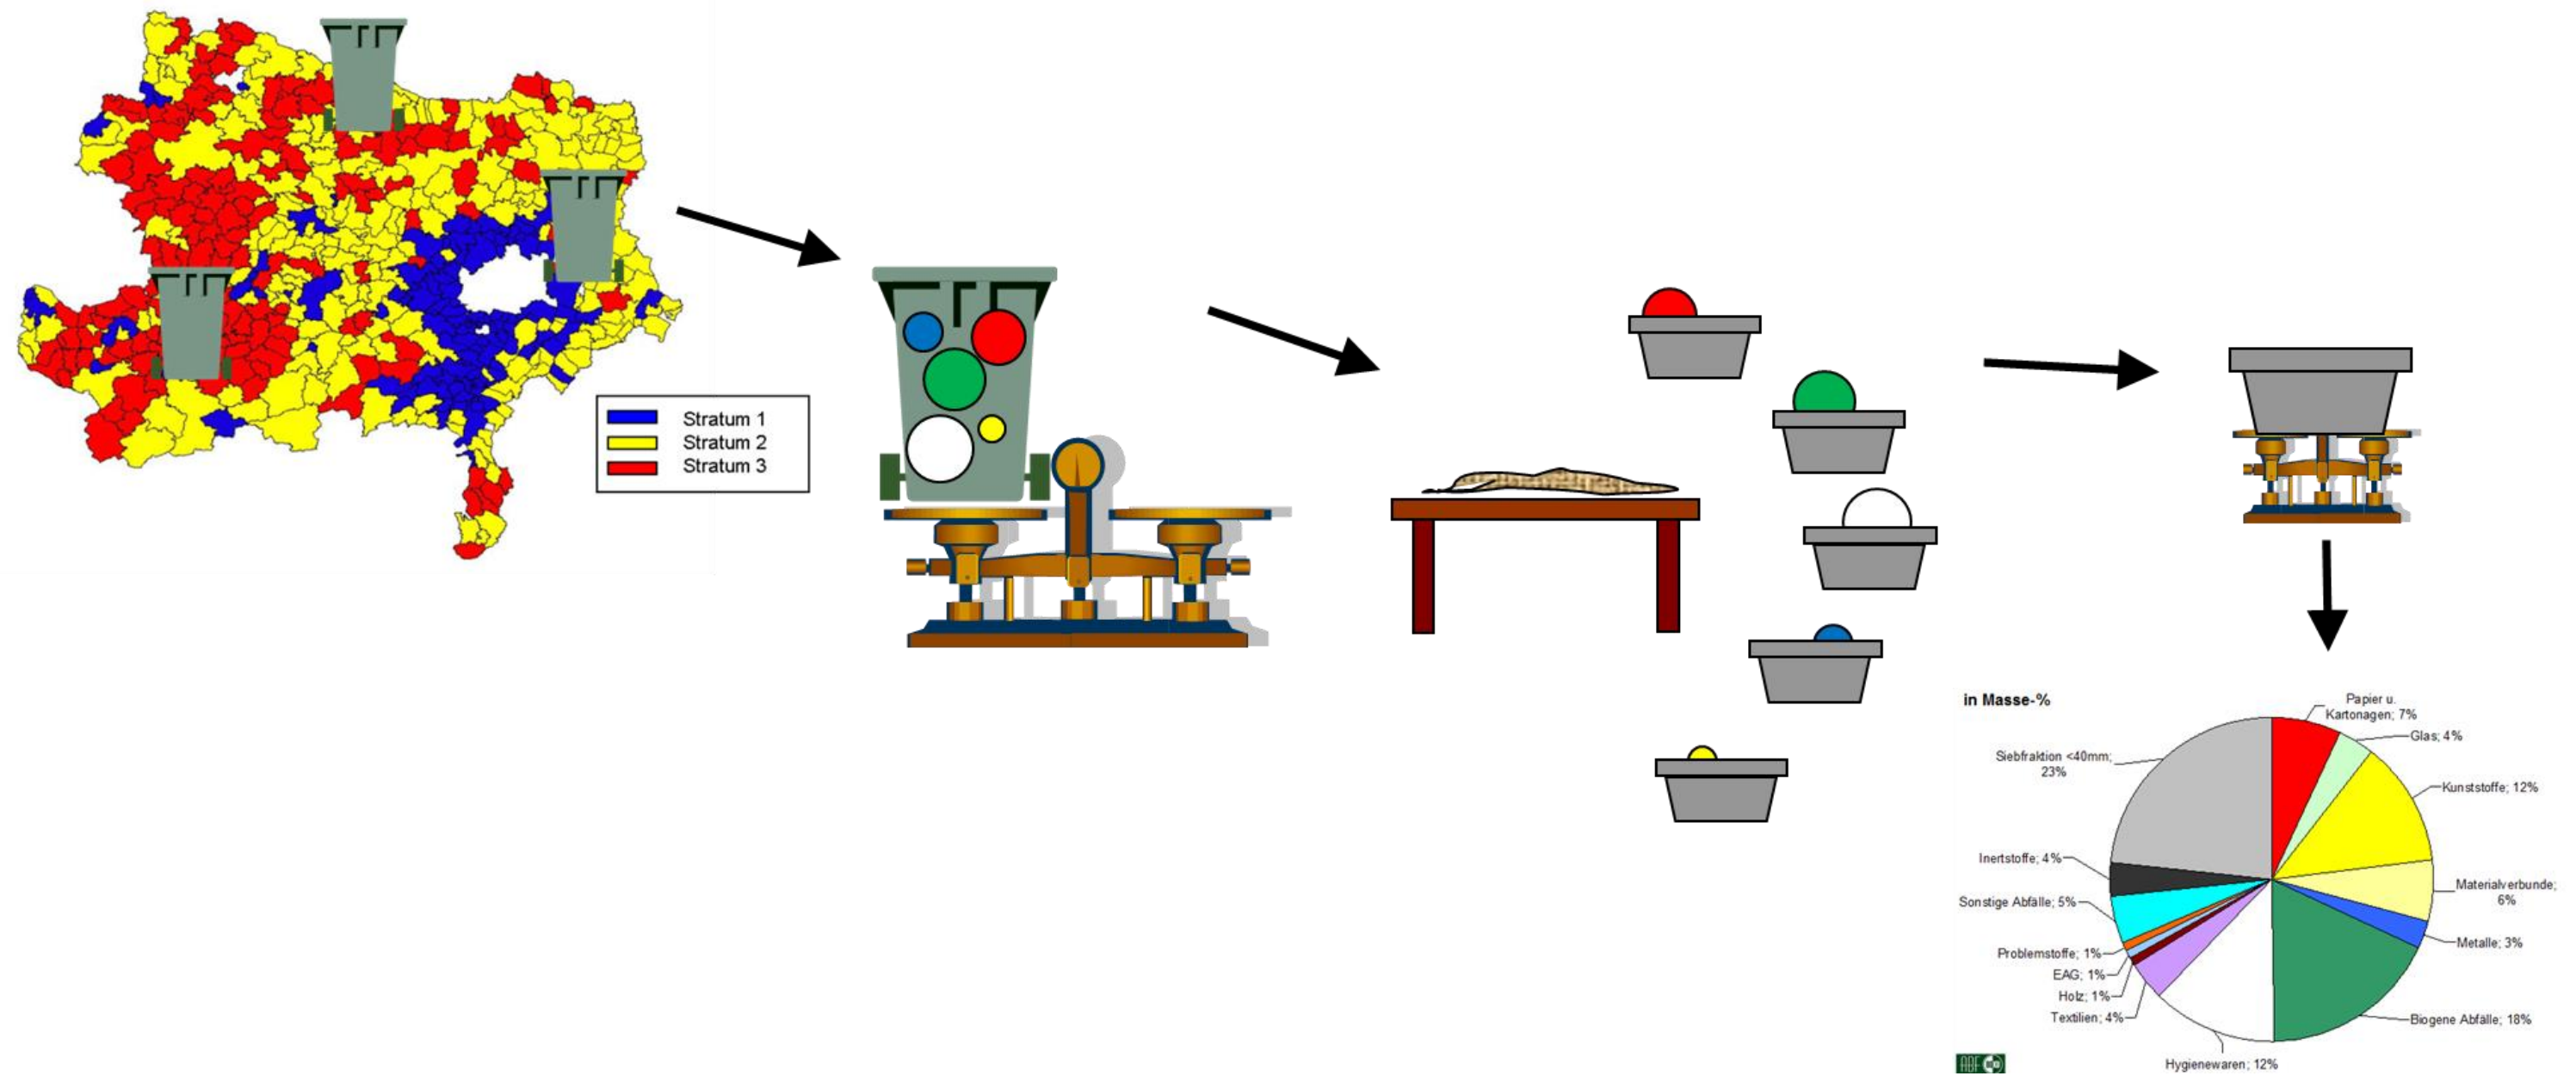 Stratum 1
Stratum 2
Stratum 3
in Masse-%
Papier u.
Kartonagen; 7%
Glas; 4%
Siebfraktion <40mm;
23%
Kunststoffe; 12%
Inertstoffe; 4%
Materialverbunde;
6%
Sonstige Abfälle; 5%
Metalle; 3%
Problemstoffe; 1%
EAG; 1%
Holz; 1%
Textilien; 4%
Biogene Abfälle; 18%
Hygienewaren; 12%
ABF